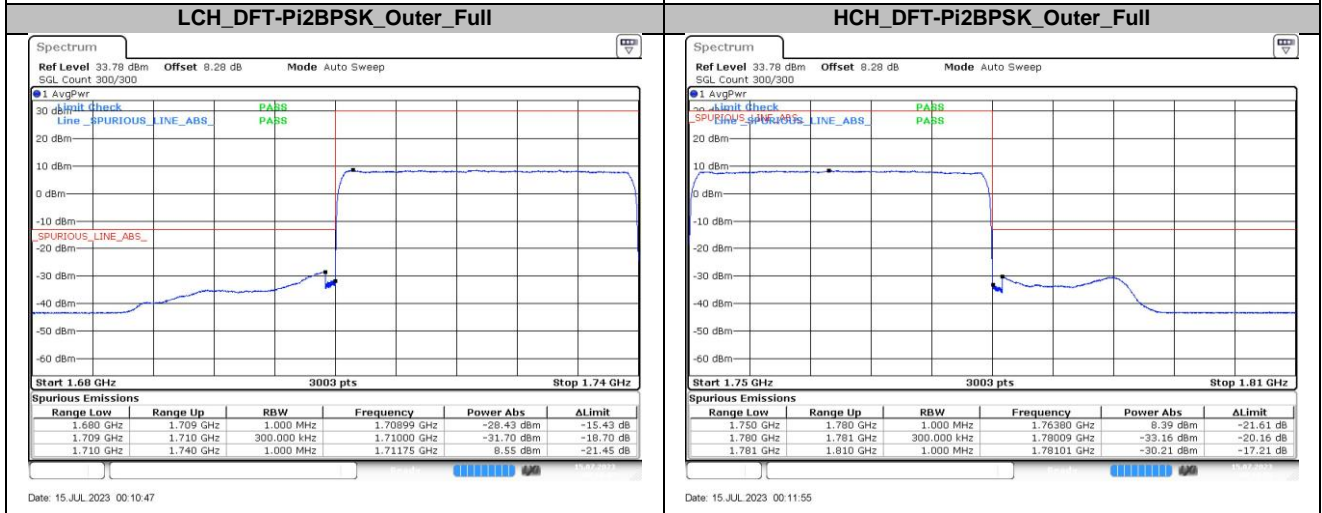 LCH_DFT-Pi2BPSK_Outer_Full
Spectrum
Ref Level 33.78 dBm Offset 8.28 dB Mode Auto Sweep
SGL Count 300/300
1 AvgPwr
Limit Check PASS
Line _SPURIOUS_LINE_ABS_ PASS
30 dBm
20 dBm
10 dBm
0 dBm
-10 dBm
_SPURIOUS_LINE_ABS_
-20 dBm
-30 dBm
-40 dBm
-50 dBm
-60 dBm
Start 1.68 GHz 3003 pts Stop 1.74 GHz
Spurious Emissions
Range Low Range Up RBW Frequency Power Abs ΔLimit
1.680 GHz 1.709 GHz 1.000 MHz 1.70899 GHz -28.43 dBm -15.43 dB
1.709 GHz 1.710 GHz 300.000 kHz 1.71000 GHz -31.70 dBm -18.70 dB
1.710 GHz 1.740 GHz 1.000 MHz 1.71175 GHz 8.55 dBm -21.45 dB
Date: 15.JUL.2023 00:10:47
HCH_DFT-Pi2BPSK_Outer_Full
Spectrum
Ref Level 33.78 dBm Offset 8.28 dB Mode Auto Sweep
SGL Count 300/300
1 AvgPwr
Limit Check PASS
_SPURIOUS_LINE_ABS_
Line _SPURIOUS_LINE_ABS_ PASS
20 dBm
10 dBm
0 dBm
-10 dBm
-20 dBm
-30 dBm
-40 dBm
-50 dBm
-60 dBm
Start 1.75 GHz 3003 pts Stop 1.81 GHz
Spurious Emissions
Range Low Range Up RBW Frequency Power Abs ΔLimit
1.750 GHz 1.780 GHz 1.000 MHz 1.76380 GHz 8.39 dBm -21.61 dB
1.780 GHz 1.781 GHz 300.000 kHz 1.78009 GHz -33.16 dBm -20.16 dB
1.781 GHz 1.810 GHz 1.000 MHz 1.78101 GHz -30.21 dBm -17.21 dB
Date: 15.JUL.2023 00:11:55